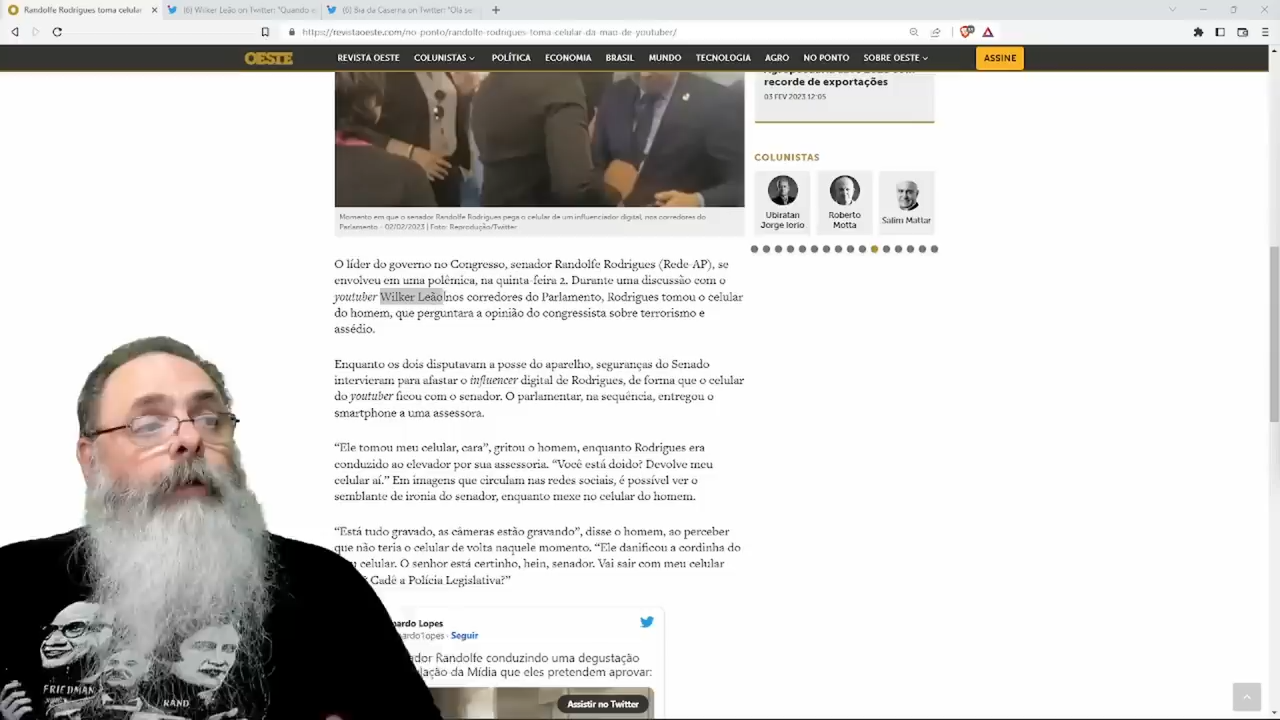 Randolfe Rodrigues toma celular
(6) Wilker Leão on Twitter: "Quando e
(6) Bia da Caserna on Twitter: "Olá se
https://revistaoeste.com/no-ponto/randolfe-rodrigues-toma-celular-da-mao-de-youtuber/
OESTE
REVISTA OESTE COLUNISTAS POLÍTICA ECONOMIA BRASIL MUNDO TECNOLOGIA AGRO NO PONTO SOBRE OESTE ASSINE
recorde de exportações
03 FEV 2023 12:05
COLUNISTAS
Ubiratan
Jorge Iorio
Roberto
Motta
Salim Mattar
Momento em que o senador Randolfe Rodrigues pega o celular de um influenciador digital, nos corredores do
Parlamento - 02/02/2023 | Foto: Reprodução/Twitter
O líder do governo no Congresso, senador Randolfe Rodrigues (Rede-AP), se
envolveu em uma polêmica, na quinta-feira 2. Durante uma discussão com o
youtuber Wilker Leão nos corredores do Parlamento, Rodrigues tomou o celular
do homem, que perguntara a opinião do congressista sobre terrorismo e
assédio.
Enquanto os dois disputavam a posse do aparelho, seguranças do Senado
intervieram para afastar o influencer digital de Rodrigues, de forma que o celular
do youtuber ficou com o senador. O parlamentar, na sequência, entregou o
smartphone a uma assessora.
“Ele tomou meu celular, cara”, gritou o homem, enquanto Rodrigues era
conduzido ao elevador por sua assessoria. “Você está doido? Devolve meu
celular aí.” Em imagens que circulam nas redes sociais, é possível ver o
semblante de ironia do senador, enquanto mexe no celular do homem.
“Está tudo gravado, as câmeras estão gravando”, disse o homem, ao perceber
que não teria o celular de volta naquele momento. “Ele danificou a cordinha do
celular. O senhor está certinho, hein, senador. Vai sair com meu celular
Cadê a Polícia Legislativa?”
nardo Lopes
ardo1opes · Seguir
ador Randolfe conduzindo uma degustação
ulação da Mídia que eles pretendem aprovar:
Assistir no Twitter
FRIEDMAN
RAND